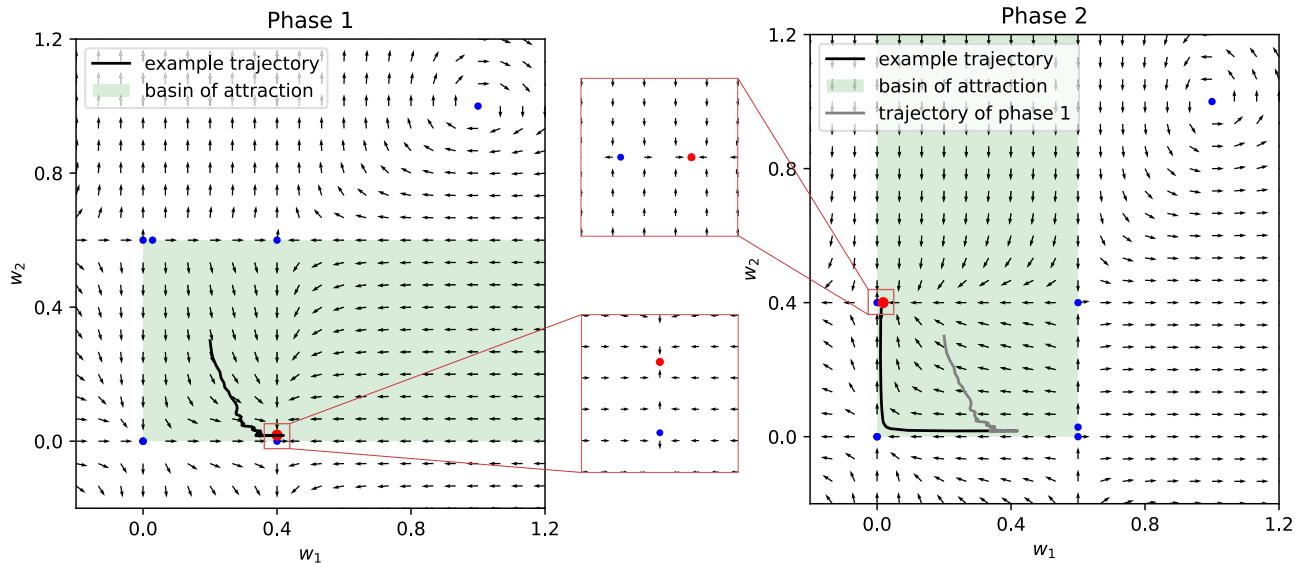 Phase 1
1.2
0.8
0.4
0.0
w₂
example trajectory
basin of attraction
0.0 0.4 0.8 1.2
w₁
Phase 2
1.2
0.8
0.4
0.0
w₂
example trajectory
basin of attraction
trajectory of phase 1
0.0 0.4 0.8 1.2
w₁